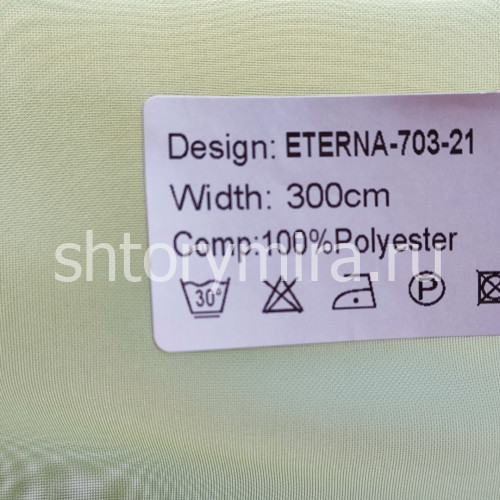 Design: ETERNA-703-21
Width: 300cm
Comp:100%Polyester
shtorymira.ru
30°
P